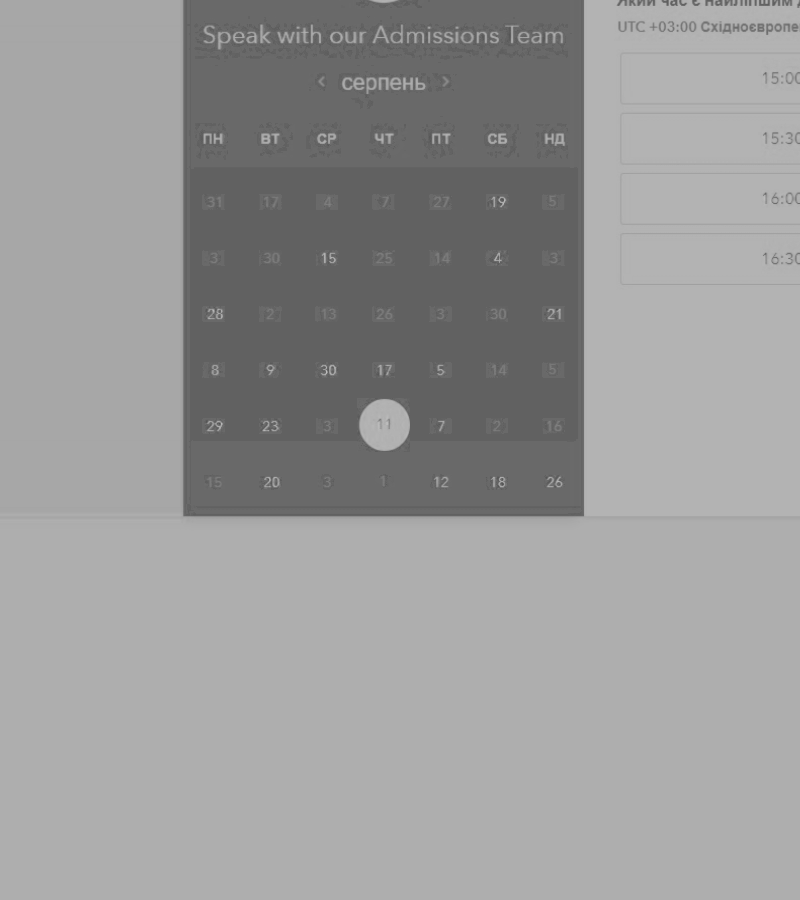 Який час є найліпшим
Speak with our Admissions Team
UTC +03:00 Східноєвропе
‹ серпень ›
15:00
ПН ВТ СР ЧТ ПТ СБ НД
15:30
31 17 4 7 27 19 5
16:00
3 30 15 25 14 4 3
16:30
28 2 13 26 3 30 21
8 9 30 17 5 14 5
29 23 3 11 7 2 16
15 20 3 1 12 18 26